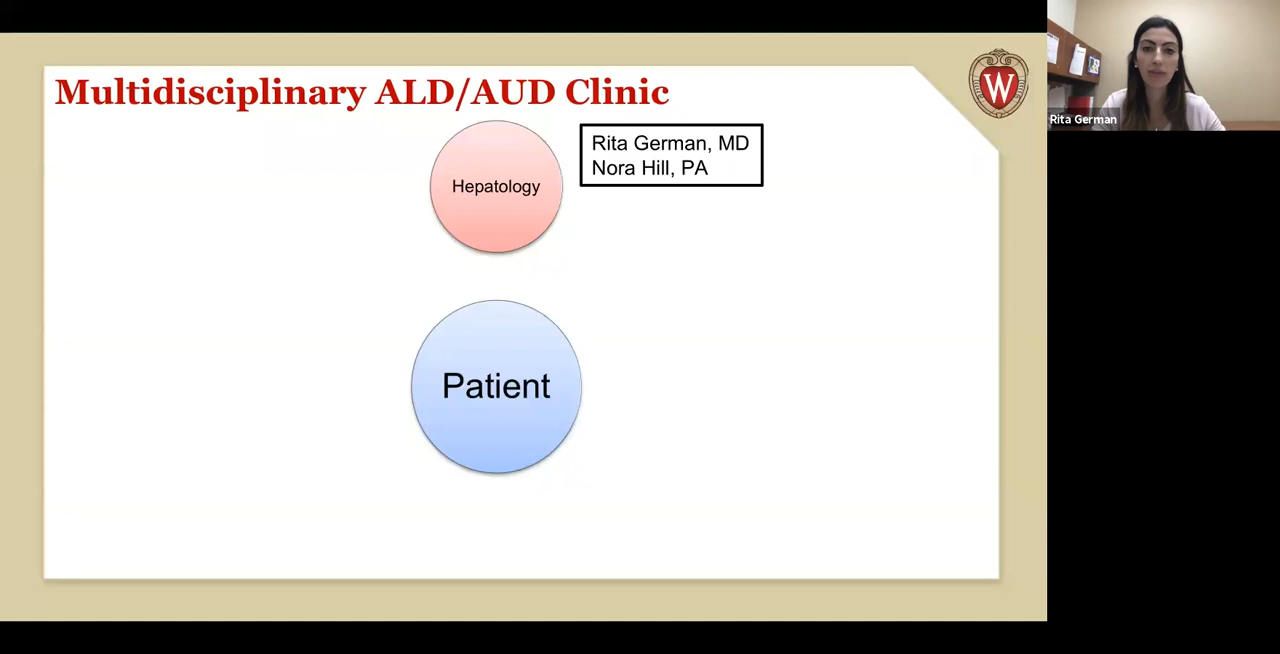 Multidisciplinary ALD/AUD Clinic
W
Hepatology
Rita German, MD
Nora Hill, PA
Patient
Rita German